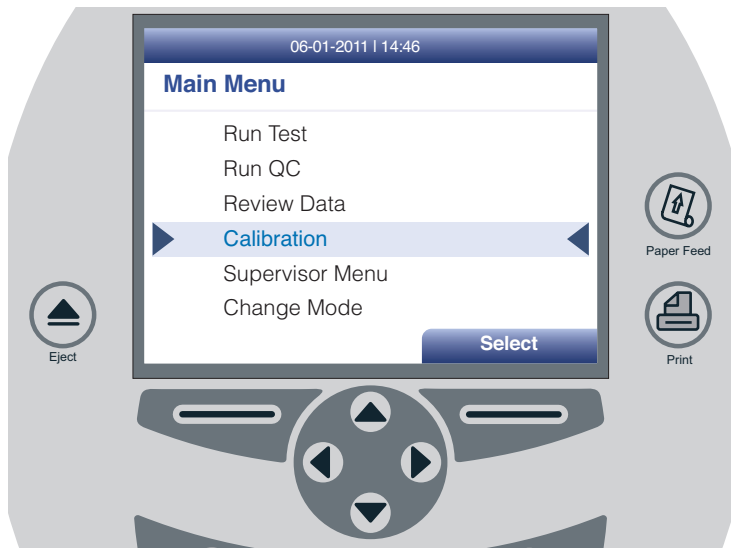 06-01-2011 | 14:46
Main Menu
Run Test
Run QC
Review Data
Calibration
Supervisor Menu
Change Mode
Select
Eject
Paper Feed
Print